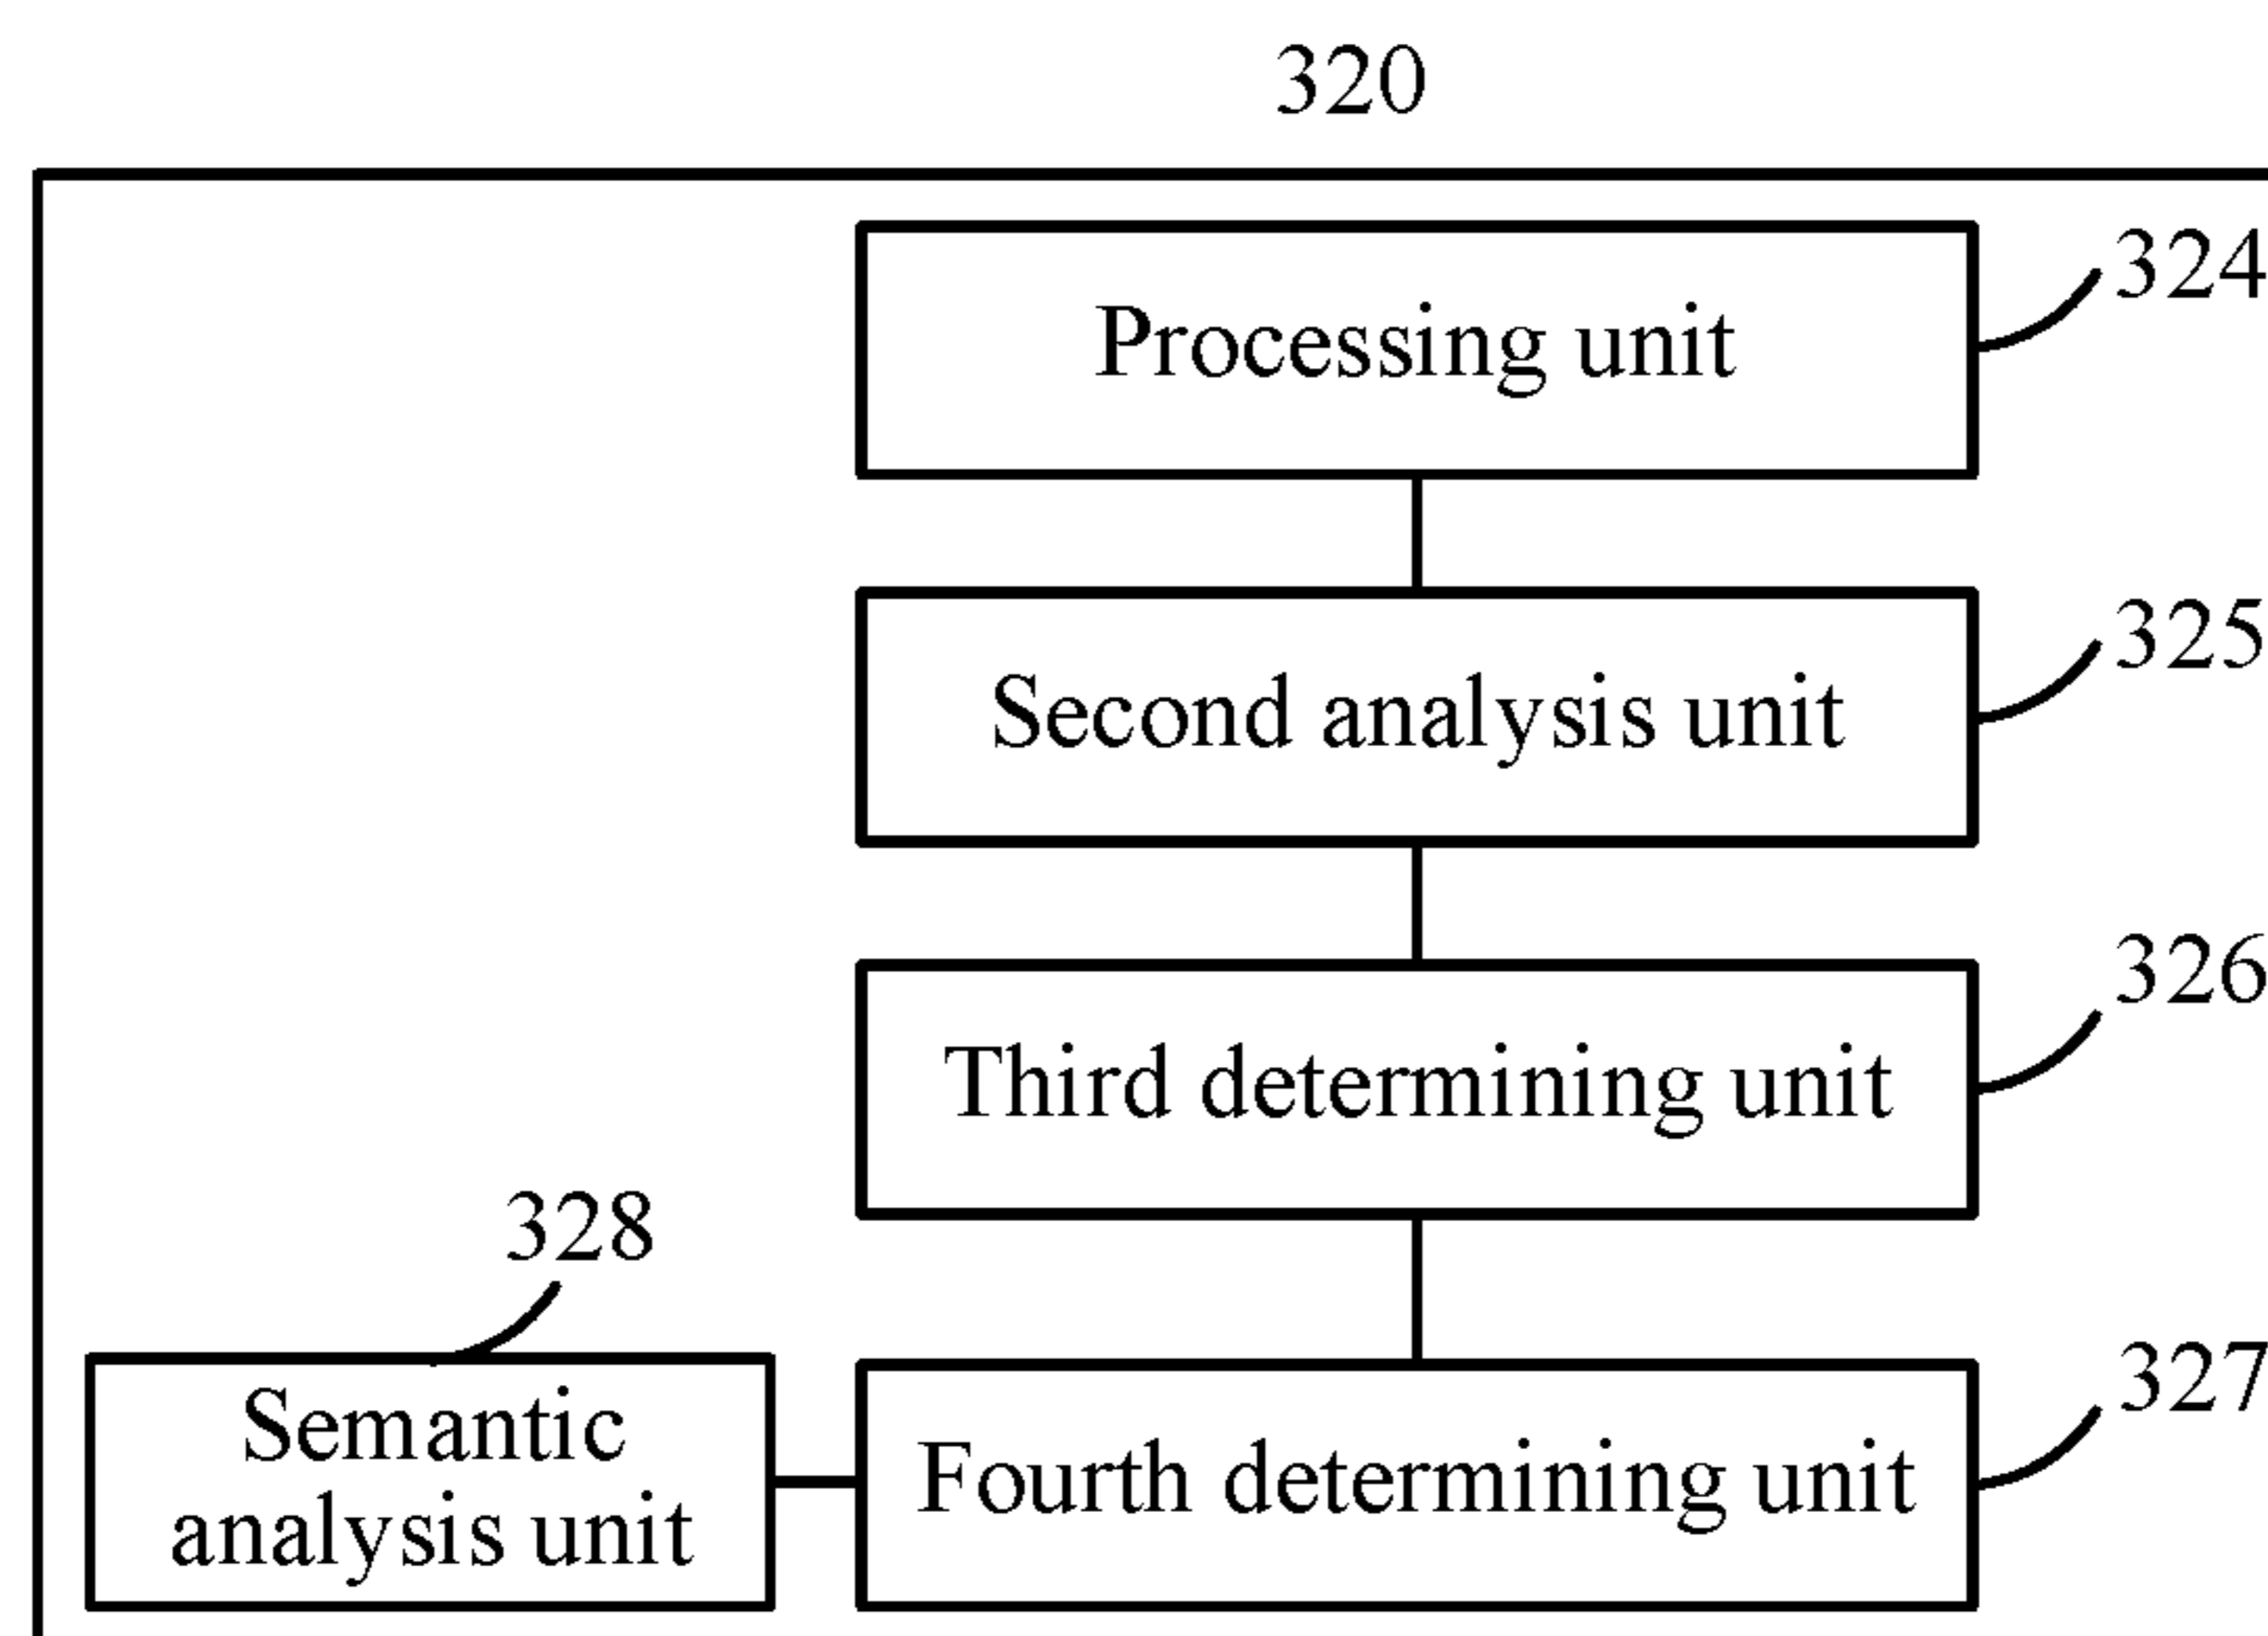 320
Processing unit
324
Second analysis unit
325
Third determining unit
326
328
Semantic
analysis unit
Fourth determining unit
327